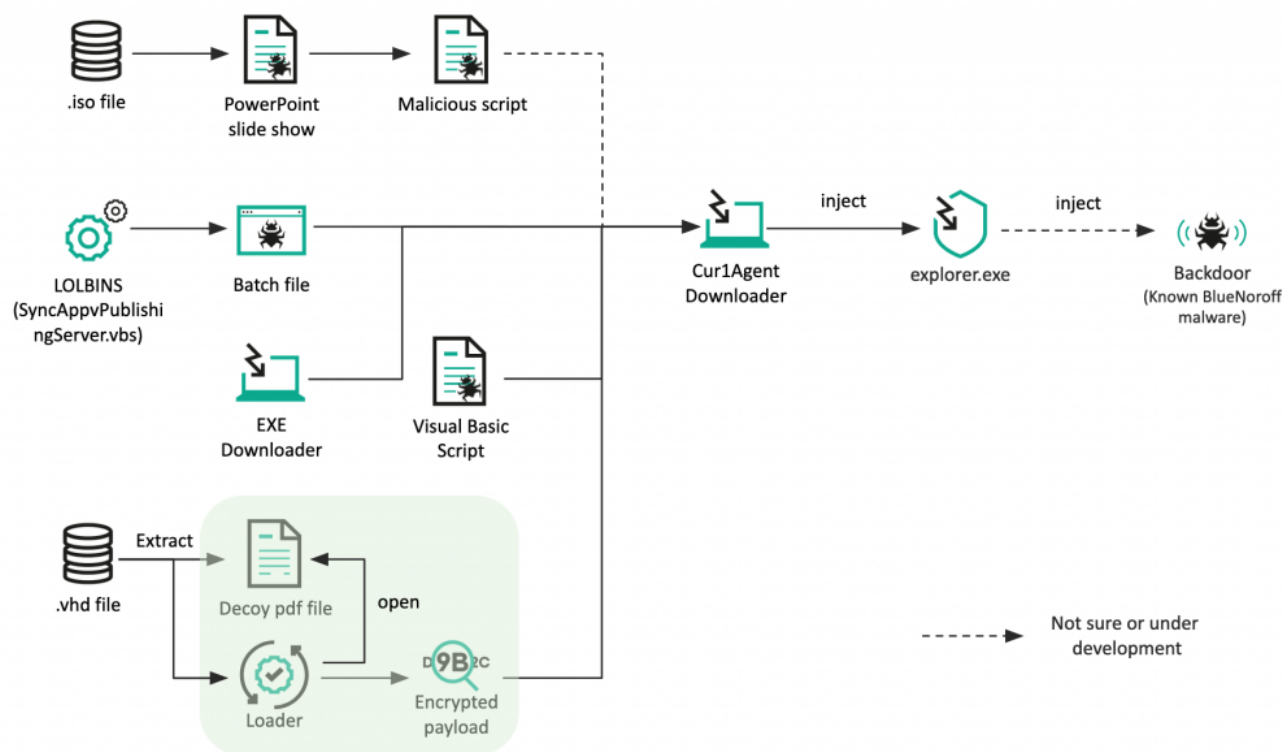 .iso file
PowerPoint
slide show
Malicious script
LOLBINS
(SyncAppvPublishi
ngServer.vbs)
Batch file
Cur1Agent
Downloader
inject
explorer.exe
inject
Backdoor
(Known BlueNoroff
malware)
EXE
Downloader
Visual Basic
Script
.vhd file
Extract
Decoy pdf file
open
Loader
D9B2C
Encrypted
payload
Not sure or under
development